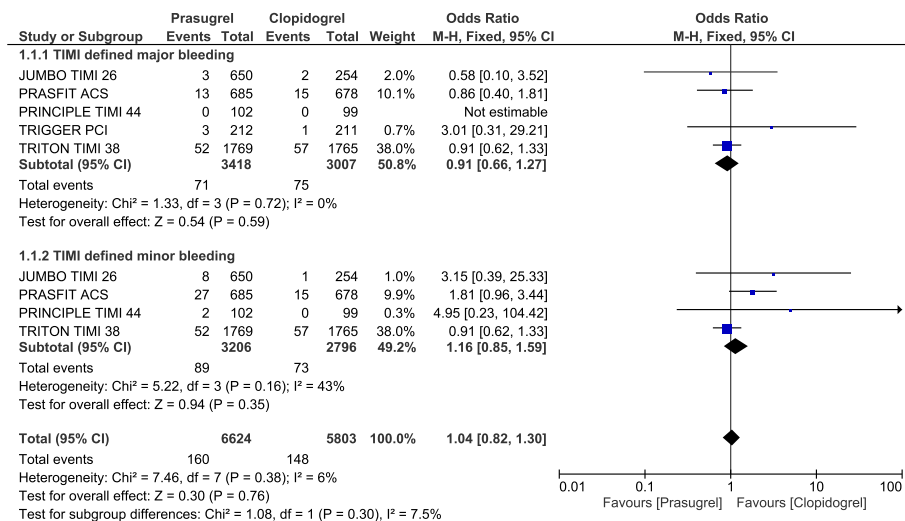 Prasugrel Clopidogrel Odds Ratio Odds Ratio
Study or Subgroup Events Total Events Total Weight M-H, Fixed, 95% CI M-H, Fixed, 95% CI
1.1.1 TIMI defined major bleeding
JUMBO TIMI 26 3 650 2 254 2.0% 0.58 [0.10, 3.52]
PRASFIT ACS 13 685 15 678 10.1% 0.86 [0.40, 1.81]
PRINCIPLE TIMI 44 0 102 0 99 Not estimable
TRIGGER PCI 3 212 1 211 0.7% 3.01 [0.31, 29.21]
TRITON TIMI 38 52 1769 57 1765 38.0% 0.91 [0.62, 1.33]
Subtotal (95% CI) 3418 3007 50.8% 0.91 [0.66, 1.27]
Total events 71 75
Heterogeneity: Chi² = 1.33, df = 3 (P = 0.72); I² = 0%
Test for overall effect: Z = 0.54 (P = 0.59)
1.1.2 TIMI defined minor bleeding
JUMBO TIMI 26 8 650 1 254 1.0% 3.15 [0.39, 25.33]
PRASFIT ACS 27 685 15 678 9.9% 1.81 [0.96, 3.44]
PRINCIPLE TIMI 44 2 102 0 99 0.3% 4.95 [0.23, 104.42]
TRITON TIMI 38 52 1769 57 1765 38.0% 0.91 [0.62, 1.33]
Subtotal (95% CI) 3206 2796 49.2% 1.16 [0.85, 1.59]
Total events 89 73
Heterogeneity: Chi² = 5.22, df = 3 (P = 0.16); I² = 43%
Test for overall effect: Z = 0.94 (P = 0.35)
Total (95% CI) 6624 5803 100.0% 1.04 [0.82, 1.30]
Total events 160 148
Heterogeneity: Chi² = 7.46, df = 7 (P = 0.38); I² = 6%
Test for overall effect: Z = 0.30 (P = 0.76)
Test for subgroup differences: Chi² = 1.08, df = 1 (P = 0.30), I² = 7.5%
0.01 0.1 1 10 100
Favours [Prasugrel] Favours [Clopidogrel]